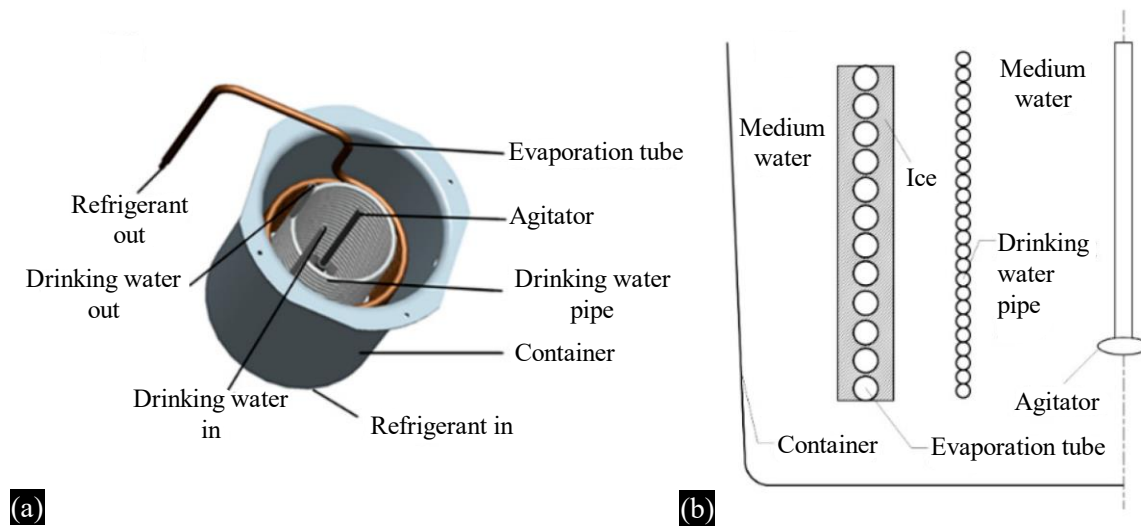 Evaporation tube
Refrigerant
out
Agitator
Drinking water
out
Drinking water
pipe
Container
Drinking water
in
Refrigerant in
(a)
Medium
water
Medium
water
Ice
Drinking
water
pipe
Agitator
Container
Evaporation tube
(b)